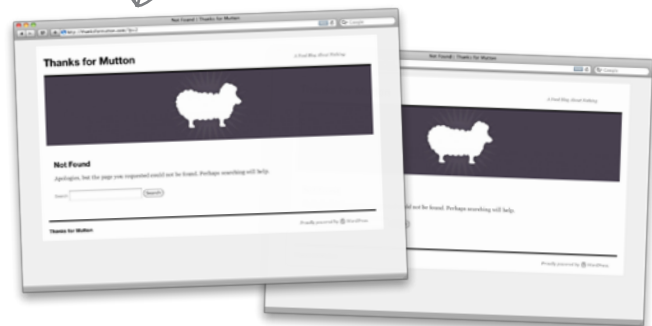 Not Found | Thanks for Mutton
Google
Thanks for Mutton
A Food Blog About Nothing
Not Found
Apologies, but the page you requested could not be found. Perhaps searching will help.
Search
Search
Thanks for Mutton
Proudly powered by WordPress
Not Found | Thanks for Mutton
Google
A Food Blog About Nothing
not be found. Perhaps searching will help.
Proudly powered by WordPress